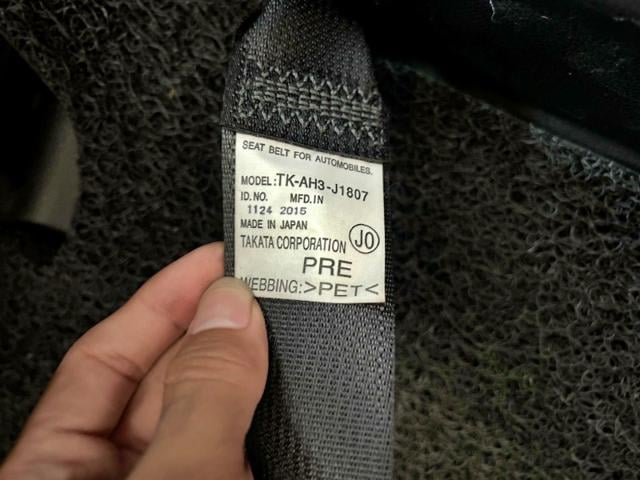 SEAT BELT FOR AUTOMOBILES.
MODEL:TK-AH3-J1807
ID.NO. MFD.IN
1124 2015
MADE IN JAPAN
TAKATA CORPORATION JO
PRE
WEBBING:>PET<